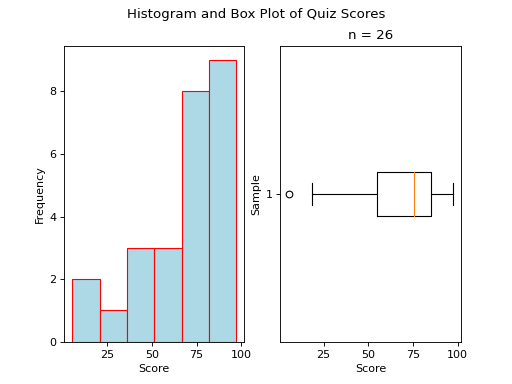 Histogram and Box Plot of Quiz Scores
Frequency
8
6
4
2
0
25 50 75 100
Score
n = 26
Sample
1
25 50 75 100
Score